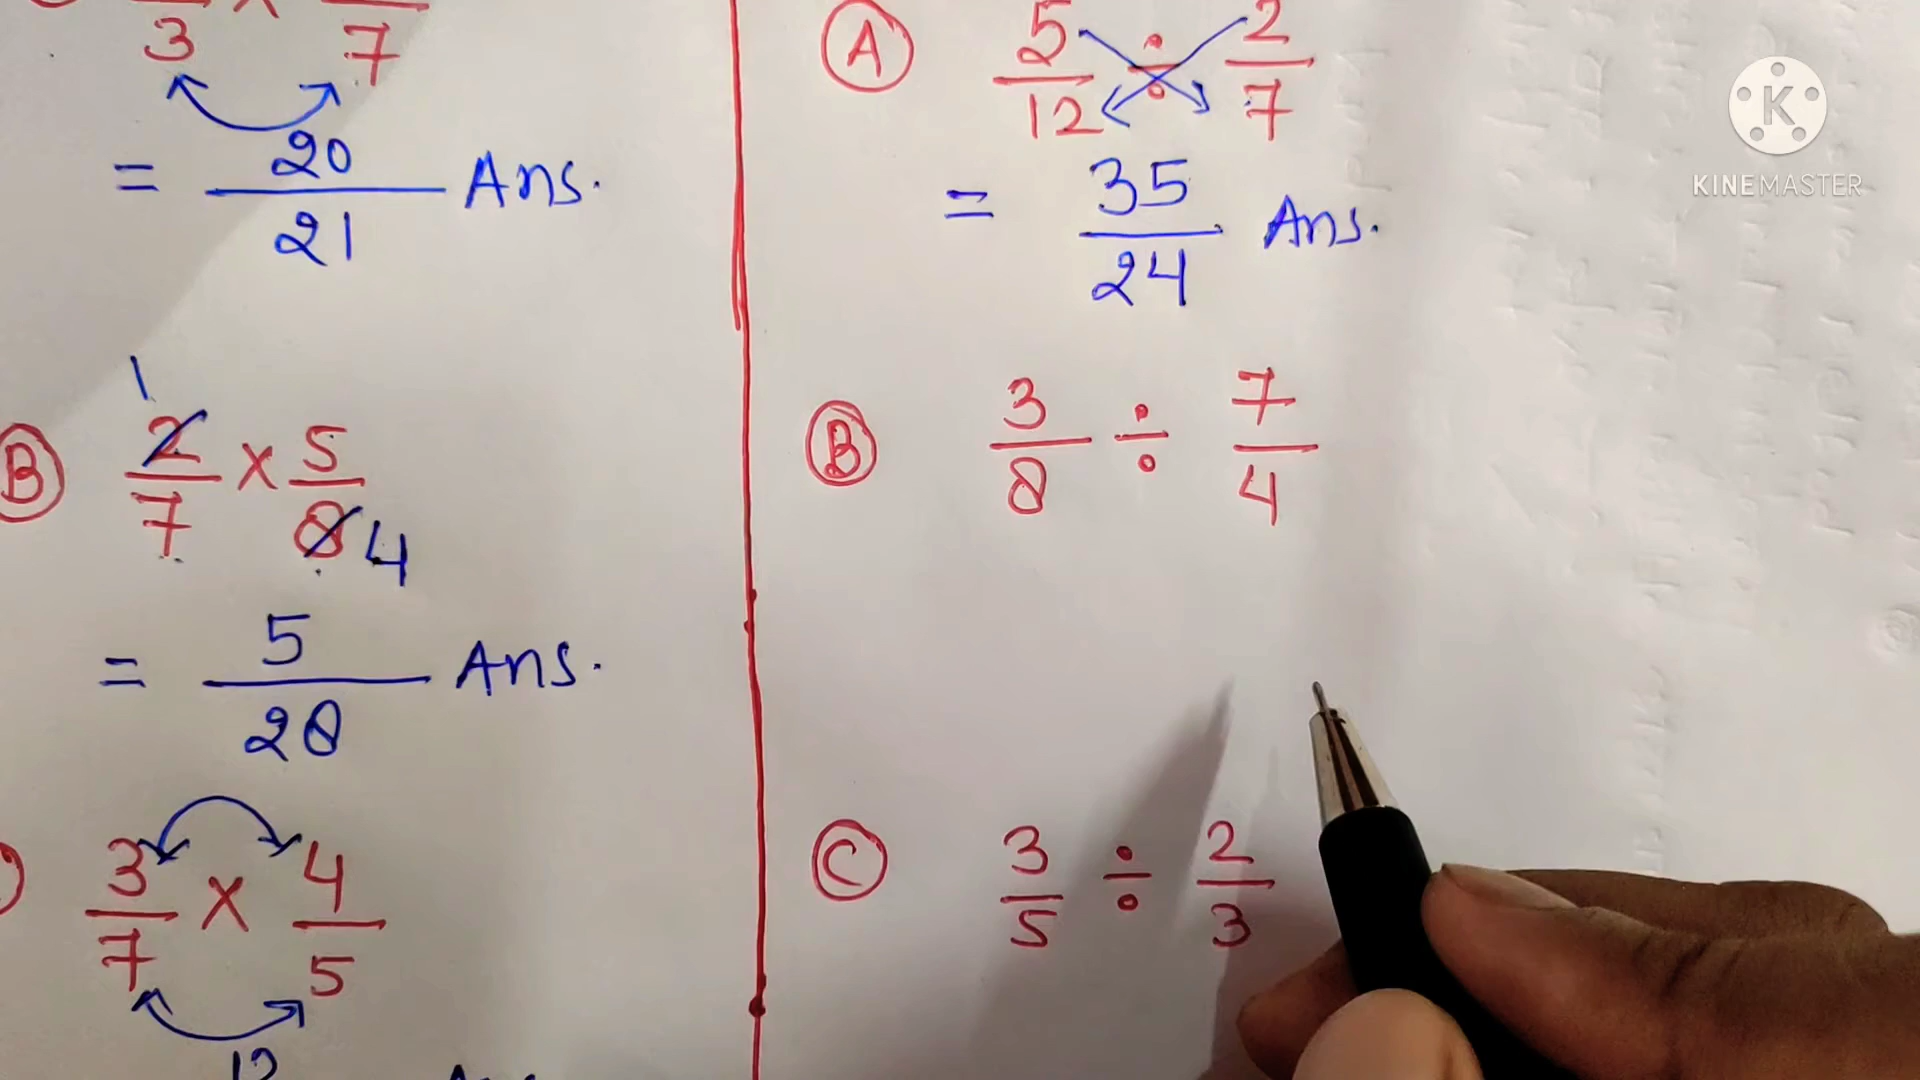 3 × 7
= 20/21 Ans.
1
Ⓑ 2/7 × 5/8 4
= 5/28 Ans.
3/7 × 4/5
12
Ⓐ 5/12 ÷ 2/7
= 35/24 Ans.
Ⓑ 3/8 ÷ 7/4
Ⓒ 3/5 ÷ 2/3
K
KINEMASTER